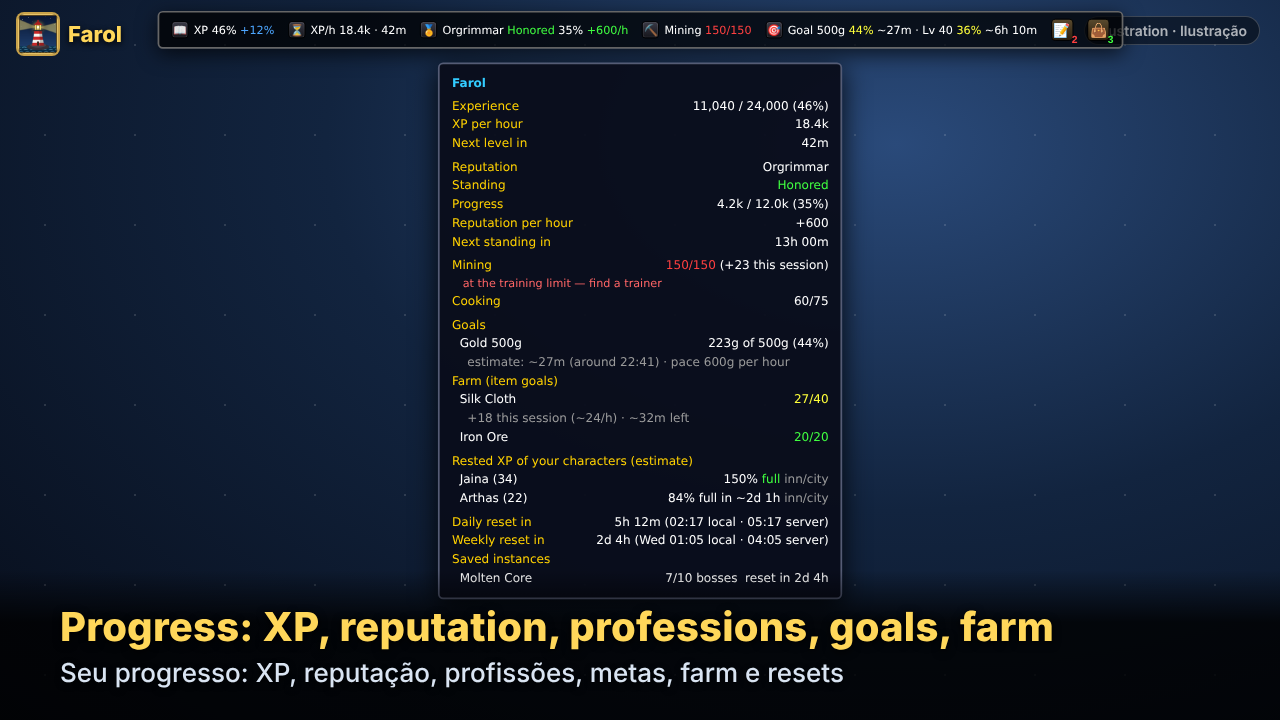 Farol
XP 46% +12% XP/h 18.4k · 42m Orgrimmar Honored 35% +600/h Mining 150/150 Goal 500g 44% ~27m · Lv 40 36% ~6h 10m 2 3
· Ilustração
Farol
Experience 11,040 / 24,000 (46%)
XP per hour 18.4k
Next level in 42m
Reputation Orgrimmar
Standing Honored
Progress 4.2k / 12.0k (35%)
Reputation per hour +600
Next standing in 13h 00m
Mining 150/150 (+23 this session)
at the training limit — find a trainer
Cooking 60/75
Goals
Gold 500g 223g of 500g (44%)
estimate: ~27m (around 22:41) · pace 600g per hour
Farm (item goals)
Silk Cloth 27/40
+18 this session (~24/h) · ~32m left
Iron Ore 20/20
Rested XP of your characters (estimate)
Jaina (34) 150% full inn/city
Arthas (22) 84% full in ~2d 1h inn/city
Daily reset in 5h 12m (02:17 local · 05:17 server)
Weekly reset in 2d 4h (Wed 01:05 local · 04:05 server)
Saved instances
Molten Core 7/10 bosses reset in 2d 4h
Progress: XP, reputation, professions, goals, farm
Seu progresso: XP, reputação, profissões, metas, farm e resets